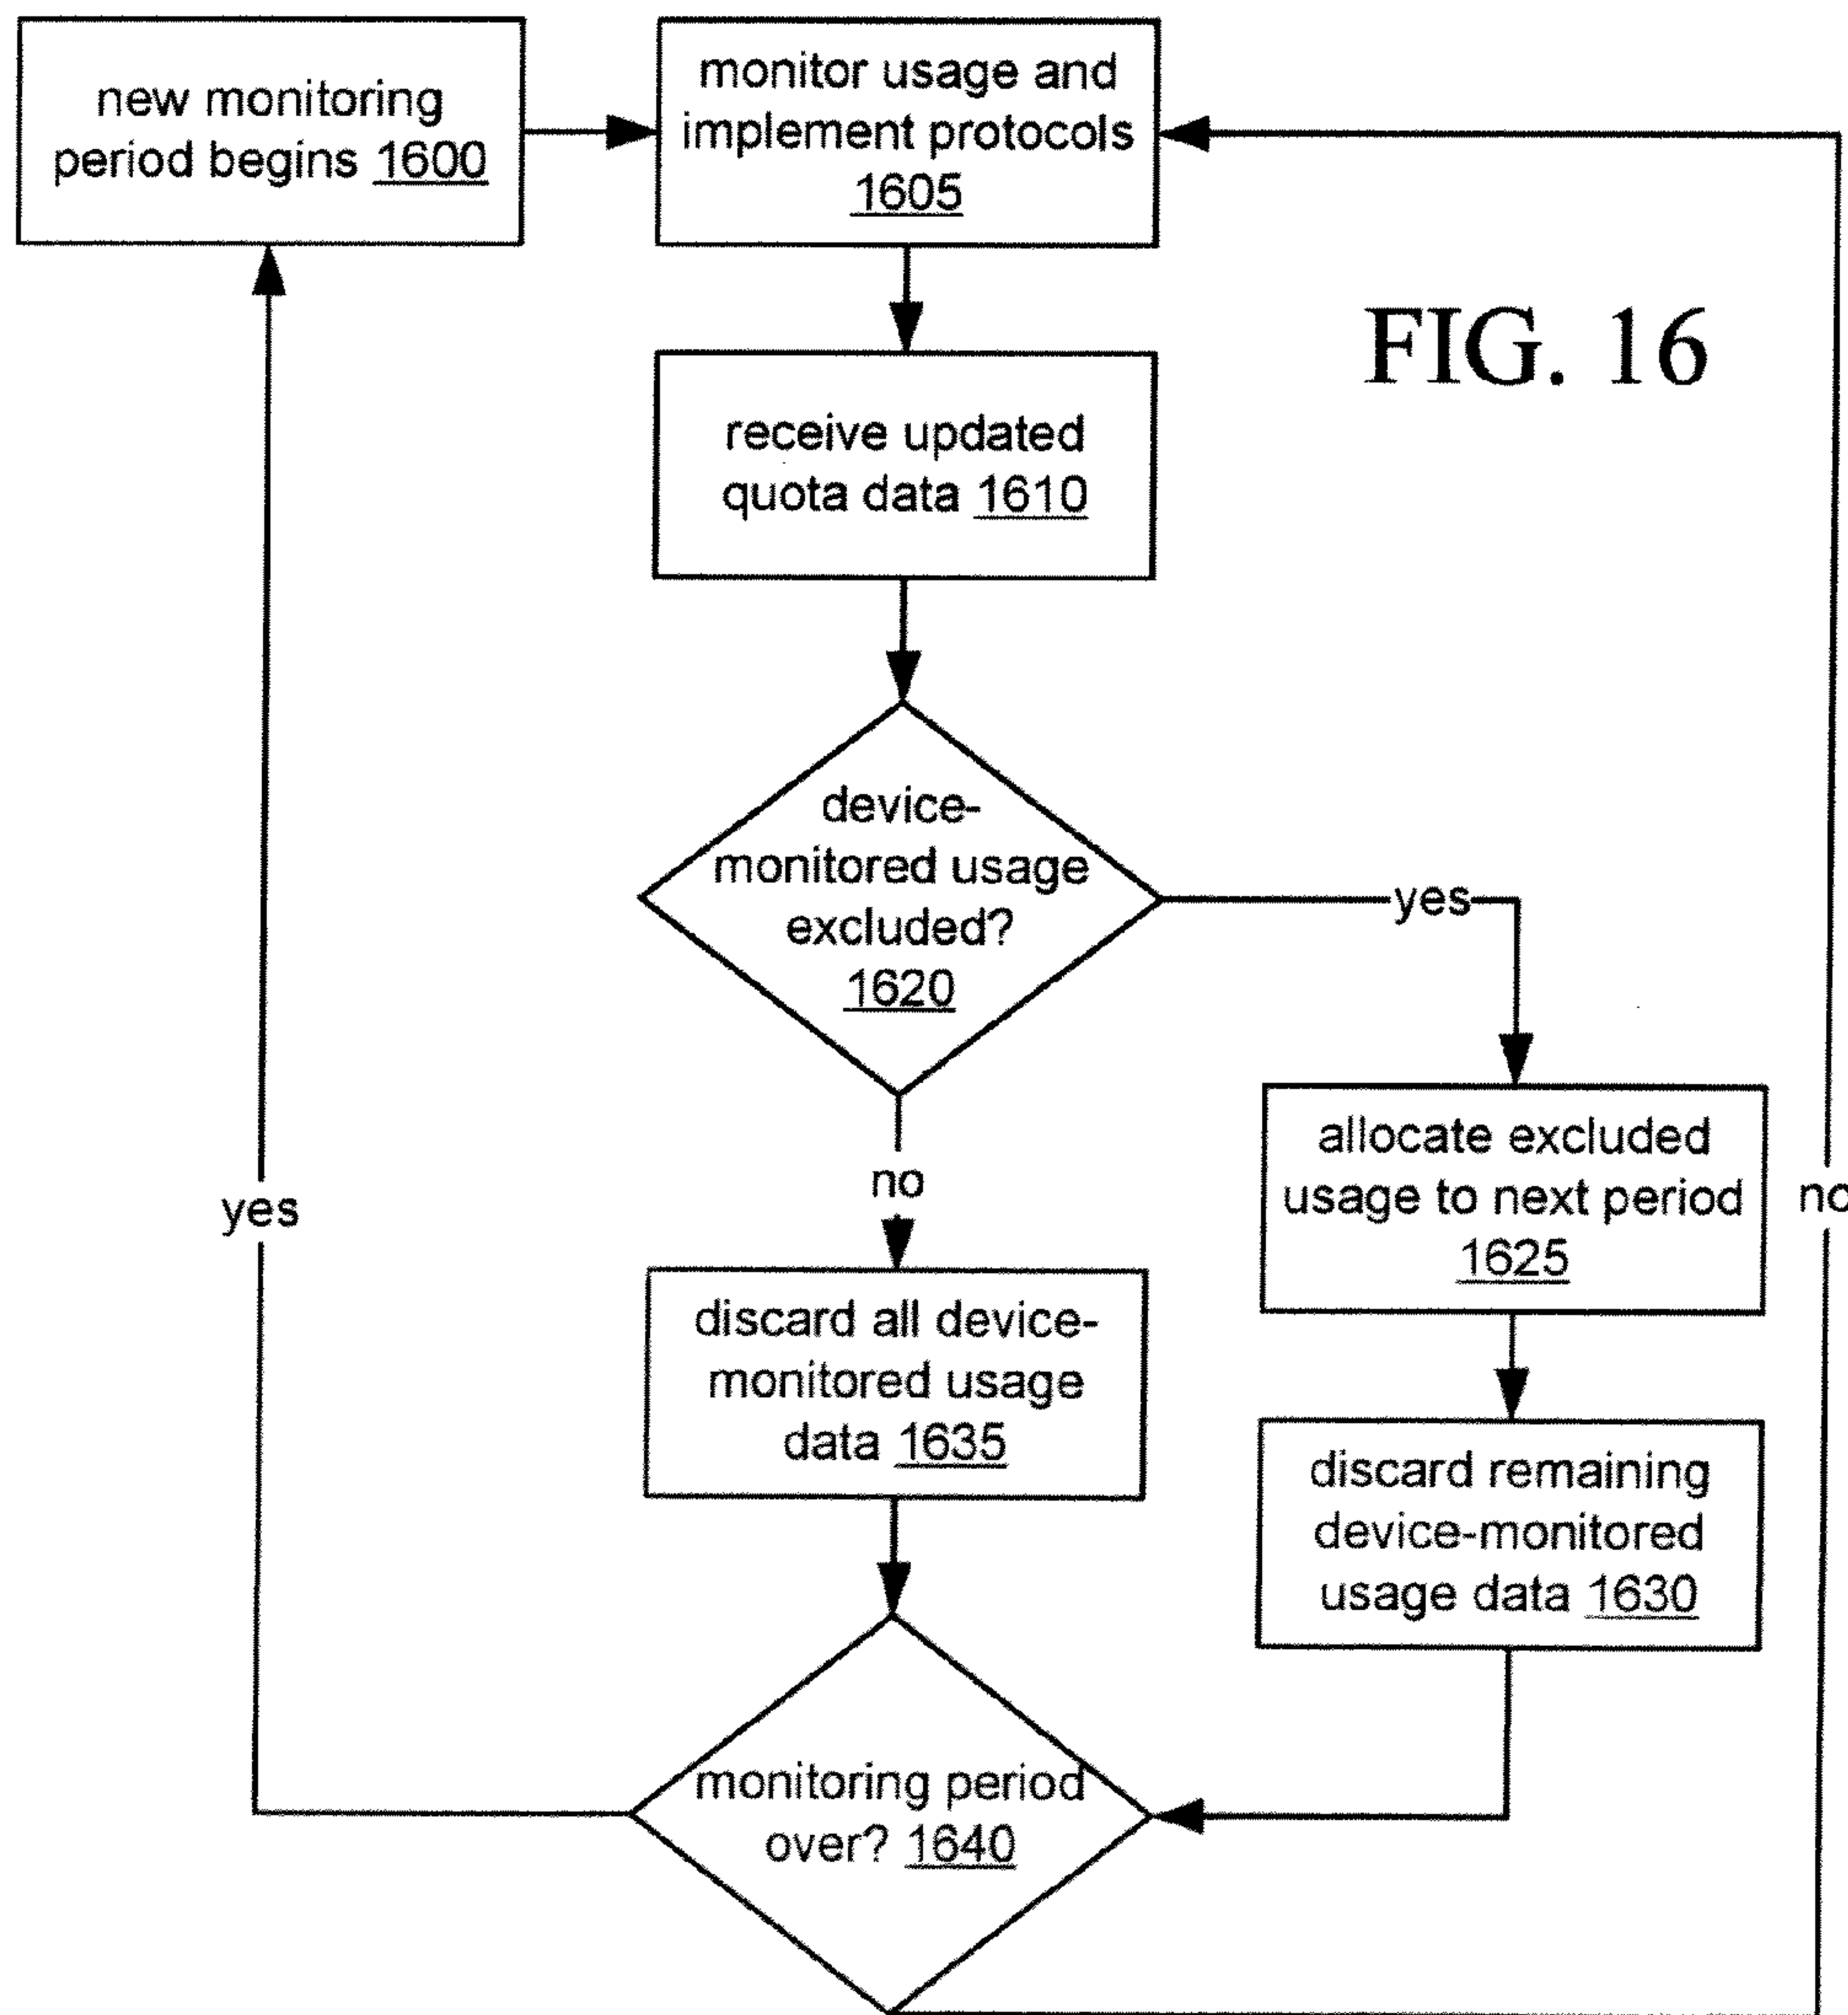 new monitoring
period begins 1600
monitor usage and
implement protocols
1605
FIG. 16
receive updated
quota data 1610
device-
monitored usage
excluded?
1620
yes
no
allocate excluded
usage to next period
1625
yes
no
discard all device-
monitored usage
data 1635
discard remaining
device-monitored
usage data 1630
monitoring period
over? 1640